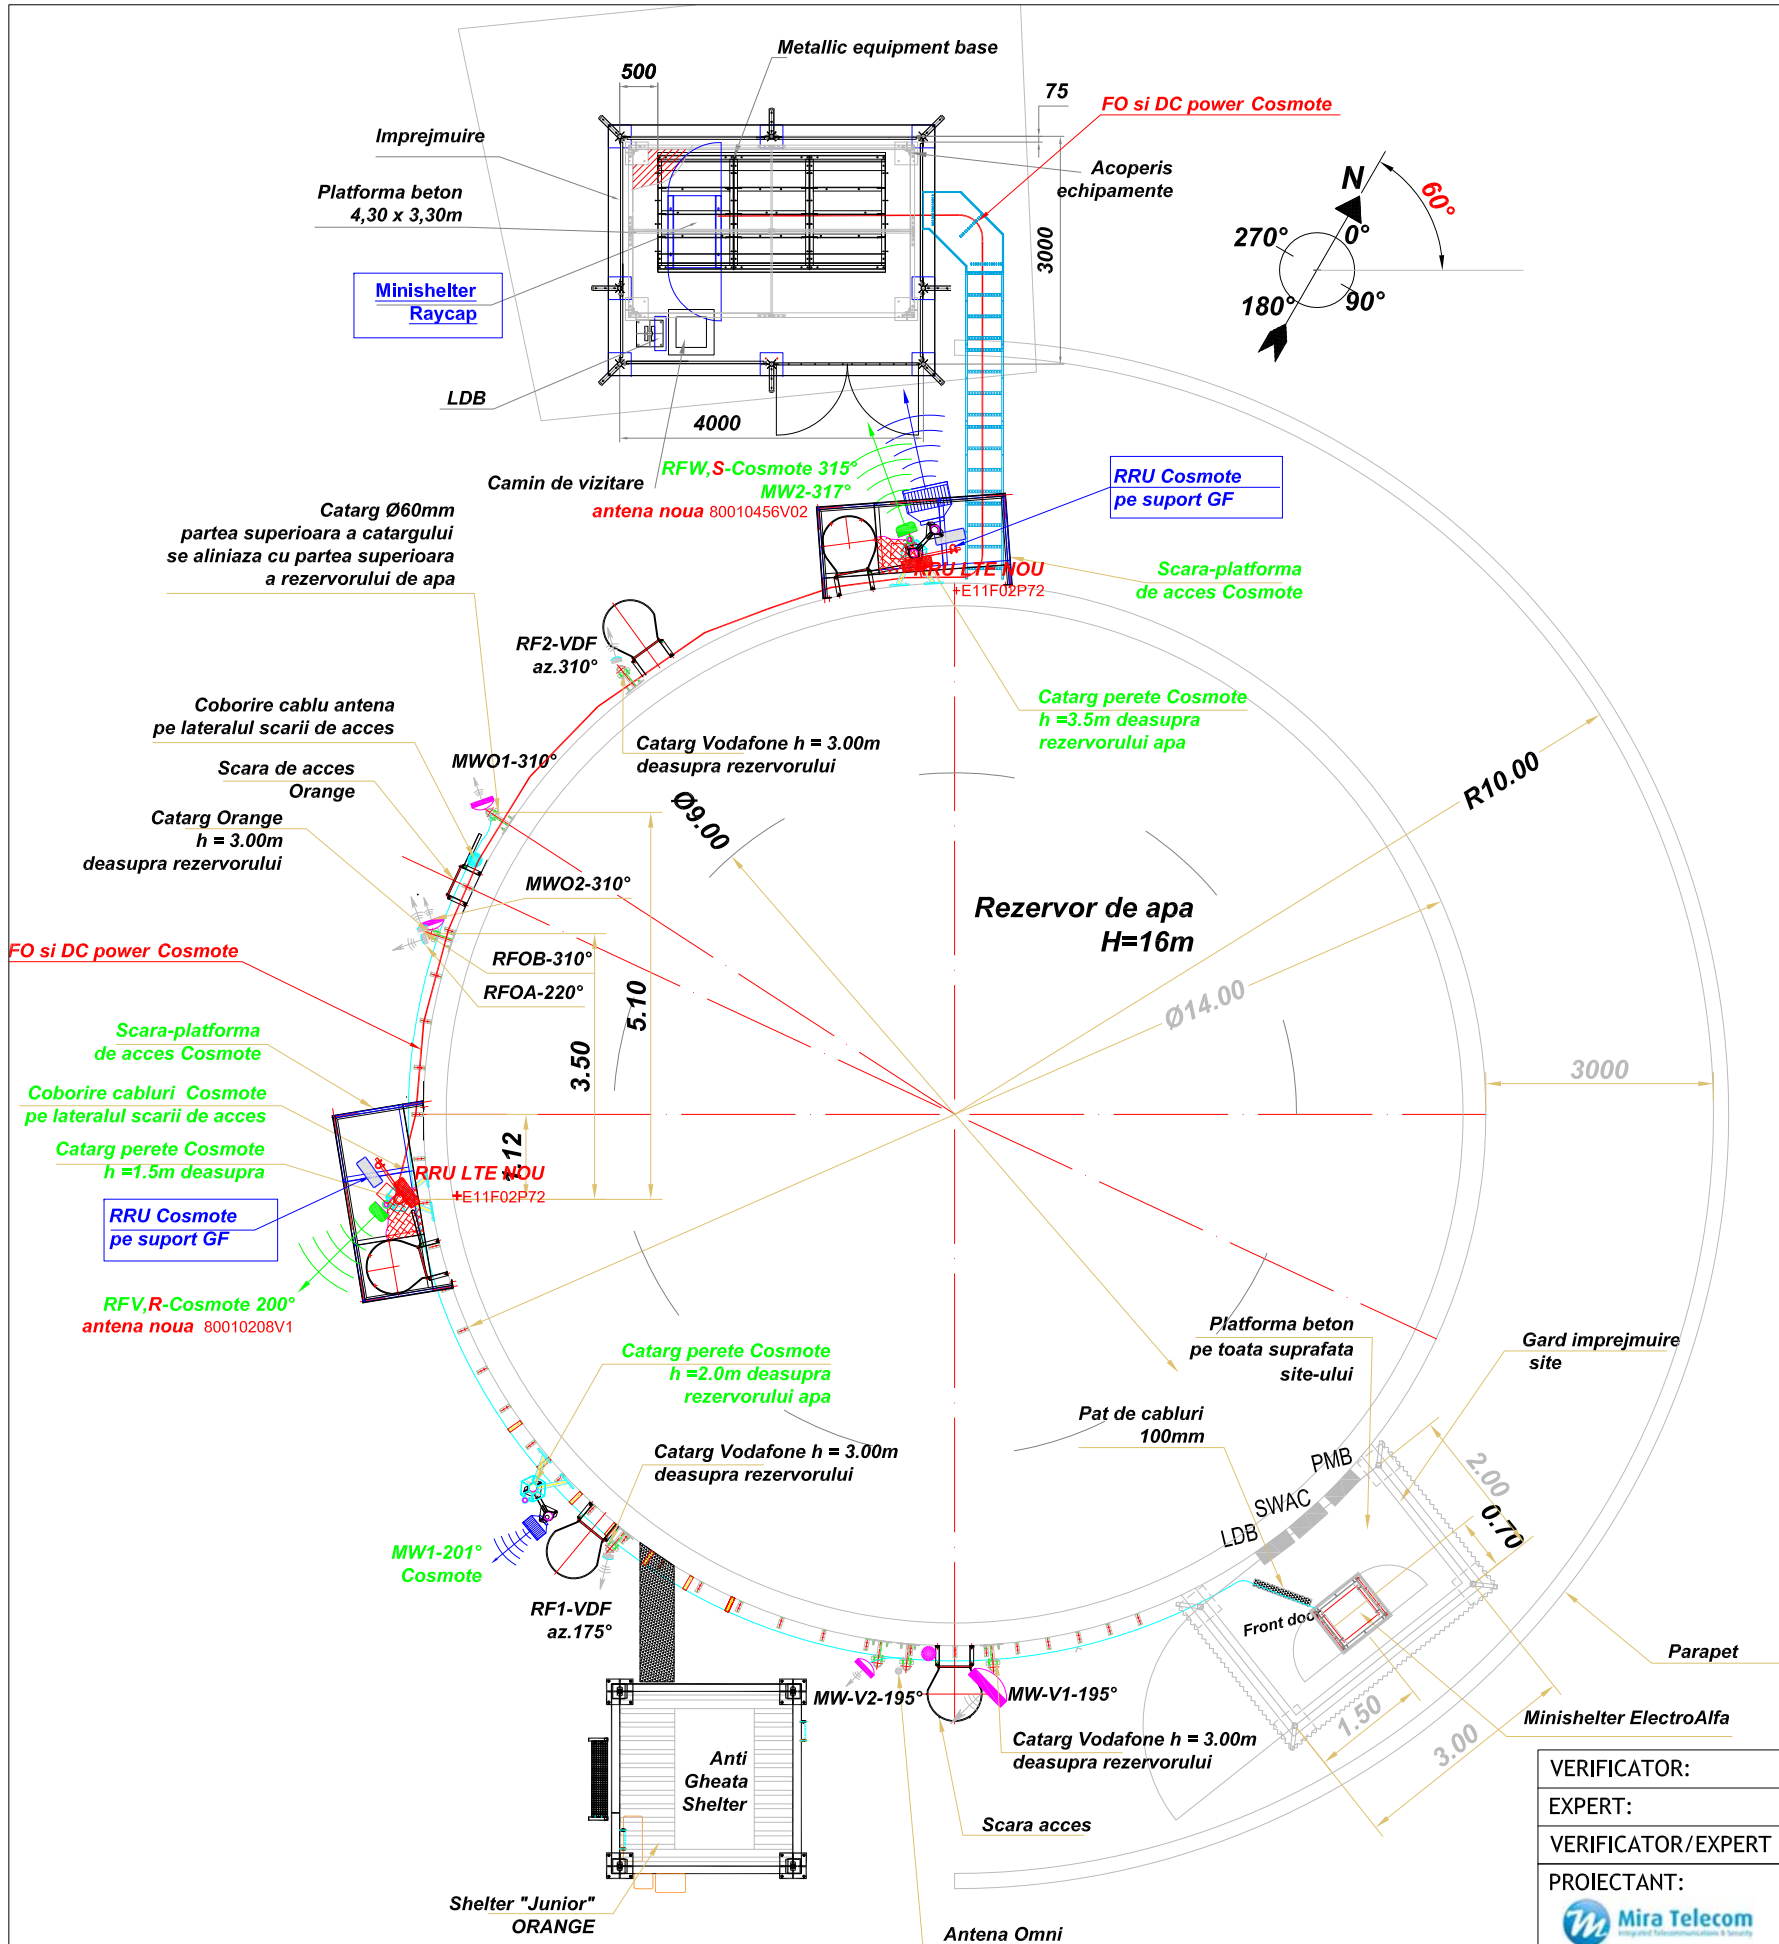 Metallic equipment base
500
75
FO si DC power Cosmote
Imprejmuire
Acoperis
echipamente
Platforma beton
4,30 x 3,30m
3000
N
60°
0°
270°
90°
180°
Minishelter
Raycap
LDB
4000
Camin de vizitare
RFW,S-Cosmote 315°
MW2-317°
antena noua 80010456V02
RRU Cosmote
pe suport GF
Catarg Ø60mm
partea superioara a catargului
se aliniaza cu partea superioara
a rezervorului de apa
RRU LTE NOU
+E11F02P72
Scara-platforma
de acces Cosmote
RF2-VDF
az.310°
Catarg perete Cosmote
h =3.5m deasupra
rezervorului apa
Coborire cablu antena
pe lateralul scarii de acces
Catarg Vodafone h = 3.00m
deasupra rezervorului
MWO1-310°
Scara de acces
Orange
Ø9.00
R10.00
Catarg Orange
h = 3.00m
deasupra rezervorului
MWO2-310°
Rezervor de apa
H=16m
FO si DC power Cosmote
RFOB-310°
RFOA-220°
5.10
3.50
Ø14.00
3000
Scara-platforma
de acces Cosmote
Coborire cabluri Cosmote
pe lateralul scarii de acces
1.12
Catarg perete Cosmote
h =1.5m deasupra
RRU LTE NOU
+E11F02P72
RRU Cosmote
pe suport GF
RFV,R-Cosmote 200°
antena noua 80010208V1
Catarg perete Cosmote
h =2.0m deasupra
rezervorului apa
Platforma beton
pe toata suprafata
site-ului
Gard imprejmuire
site
Pat de cabluri
100mm
Catarg Vodafone h = 3.00m
deasupra rezervorului
PMB
SWAC
LDB
2.00
0.70
MW1-201°
Cosmote
RF1-VDF
az.175°
Front doo
Parapet
MW-V2-195°
MW-V1-195°
1.50
3.00
Minishelter ElectroAlfa
Catarg Vodafone h = 3.00m
deasupra rezervorului
Anti
Gheata
Shelter
Scara acces
Shelter "Junior"
ORANGE
Antena Omni
VERIFICATOR:
EXPERT:
VERIFICATOR/EXPERT
PROIECTANT:
Mira Telecom
Integrated Telecommunications & Security